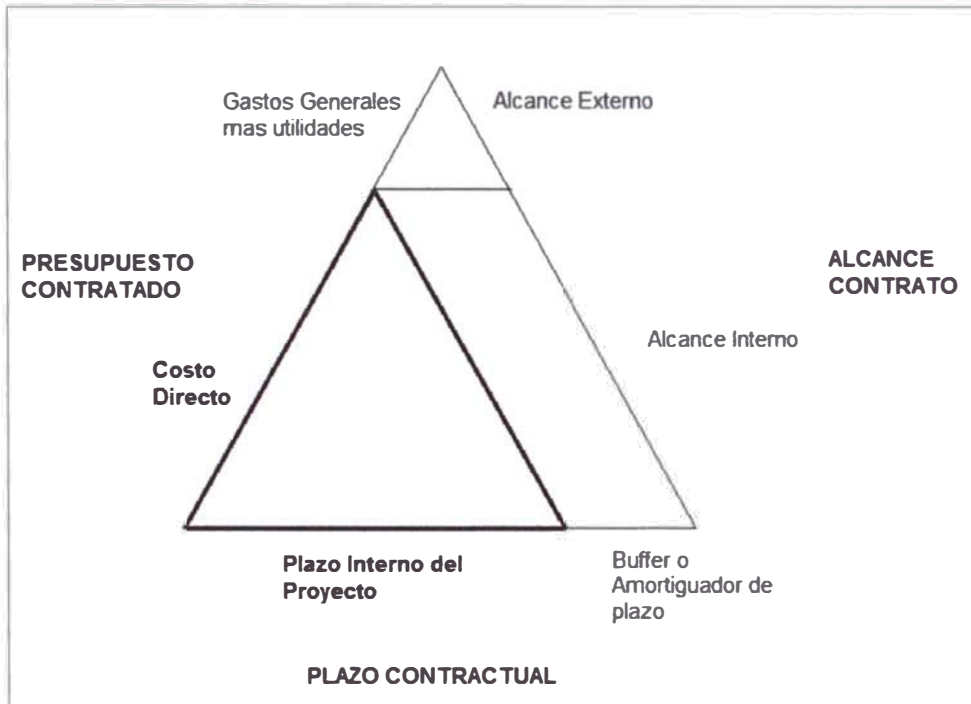 Gastos Generales
mas utilidades
Alcance Externo
PRESUPUESTO
CONTRATADO
ALCANCE
CONTRATO
Alcance Interno
Costo
Directo
Plazo Interno del
Proyecto
Buffer o
Amortiguador de
plazo
PLAZO CONTRACTUAL